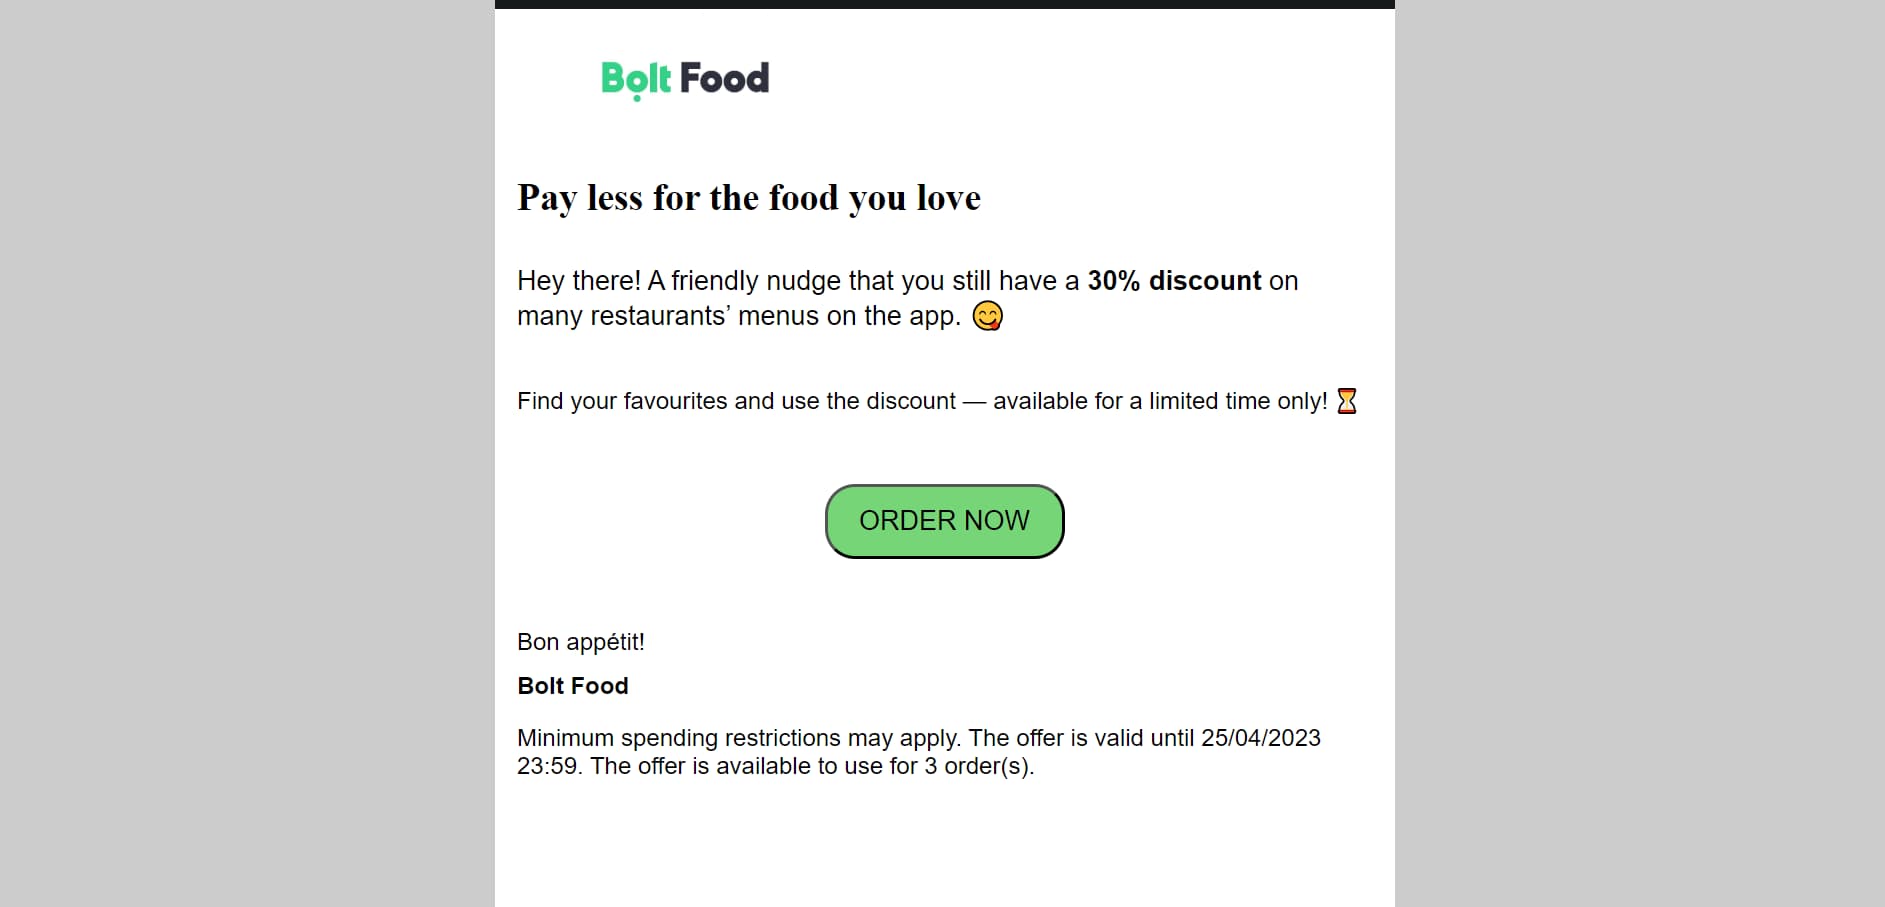 Bolt Food
Pay less for the food you love
Hey there! A friendly nudge that you still have a 30% discount on
many restaurants’ menus on the app. 😋
Find your favourites and use the discount — available for a limited time only! ⏳
ORDER NOW
Bon appétit!
Bolt Food
Minimum spending restrictions may apply. The offer is valid until 25/04/2023
23:59. The offer is available to use for 3 order(s).